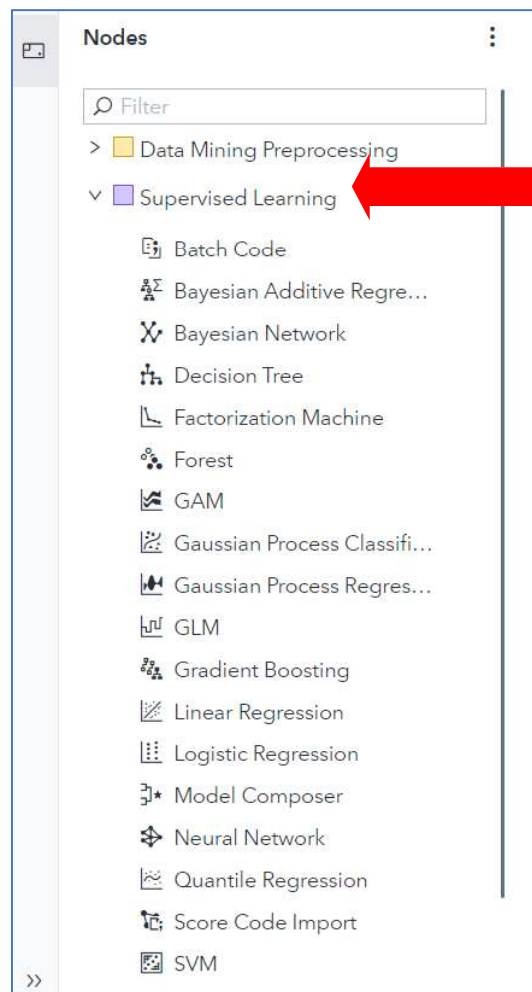 Nodes
Filter
Data Mining Preprocessing
Supervised Learning
Batch Code
Bayesian Additive Regre...
Bayesian Network
Decision Tree
Factorization Machine
Forest
GAM
Gaussian Process Classifi...
Gaussian Process Regres...
GLM
Gradient Boosting
Linear Regression
Logistic Regression
Model Composer
Neural Network
Quantile Regression
Score Code Import
SVM